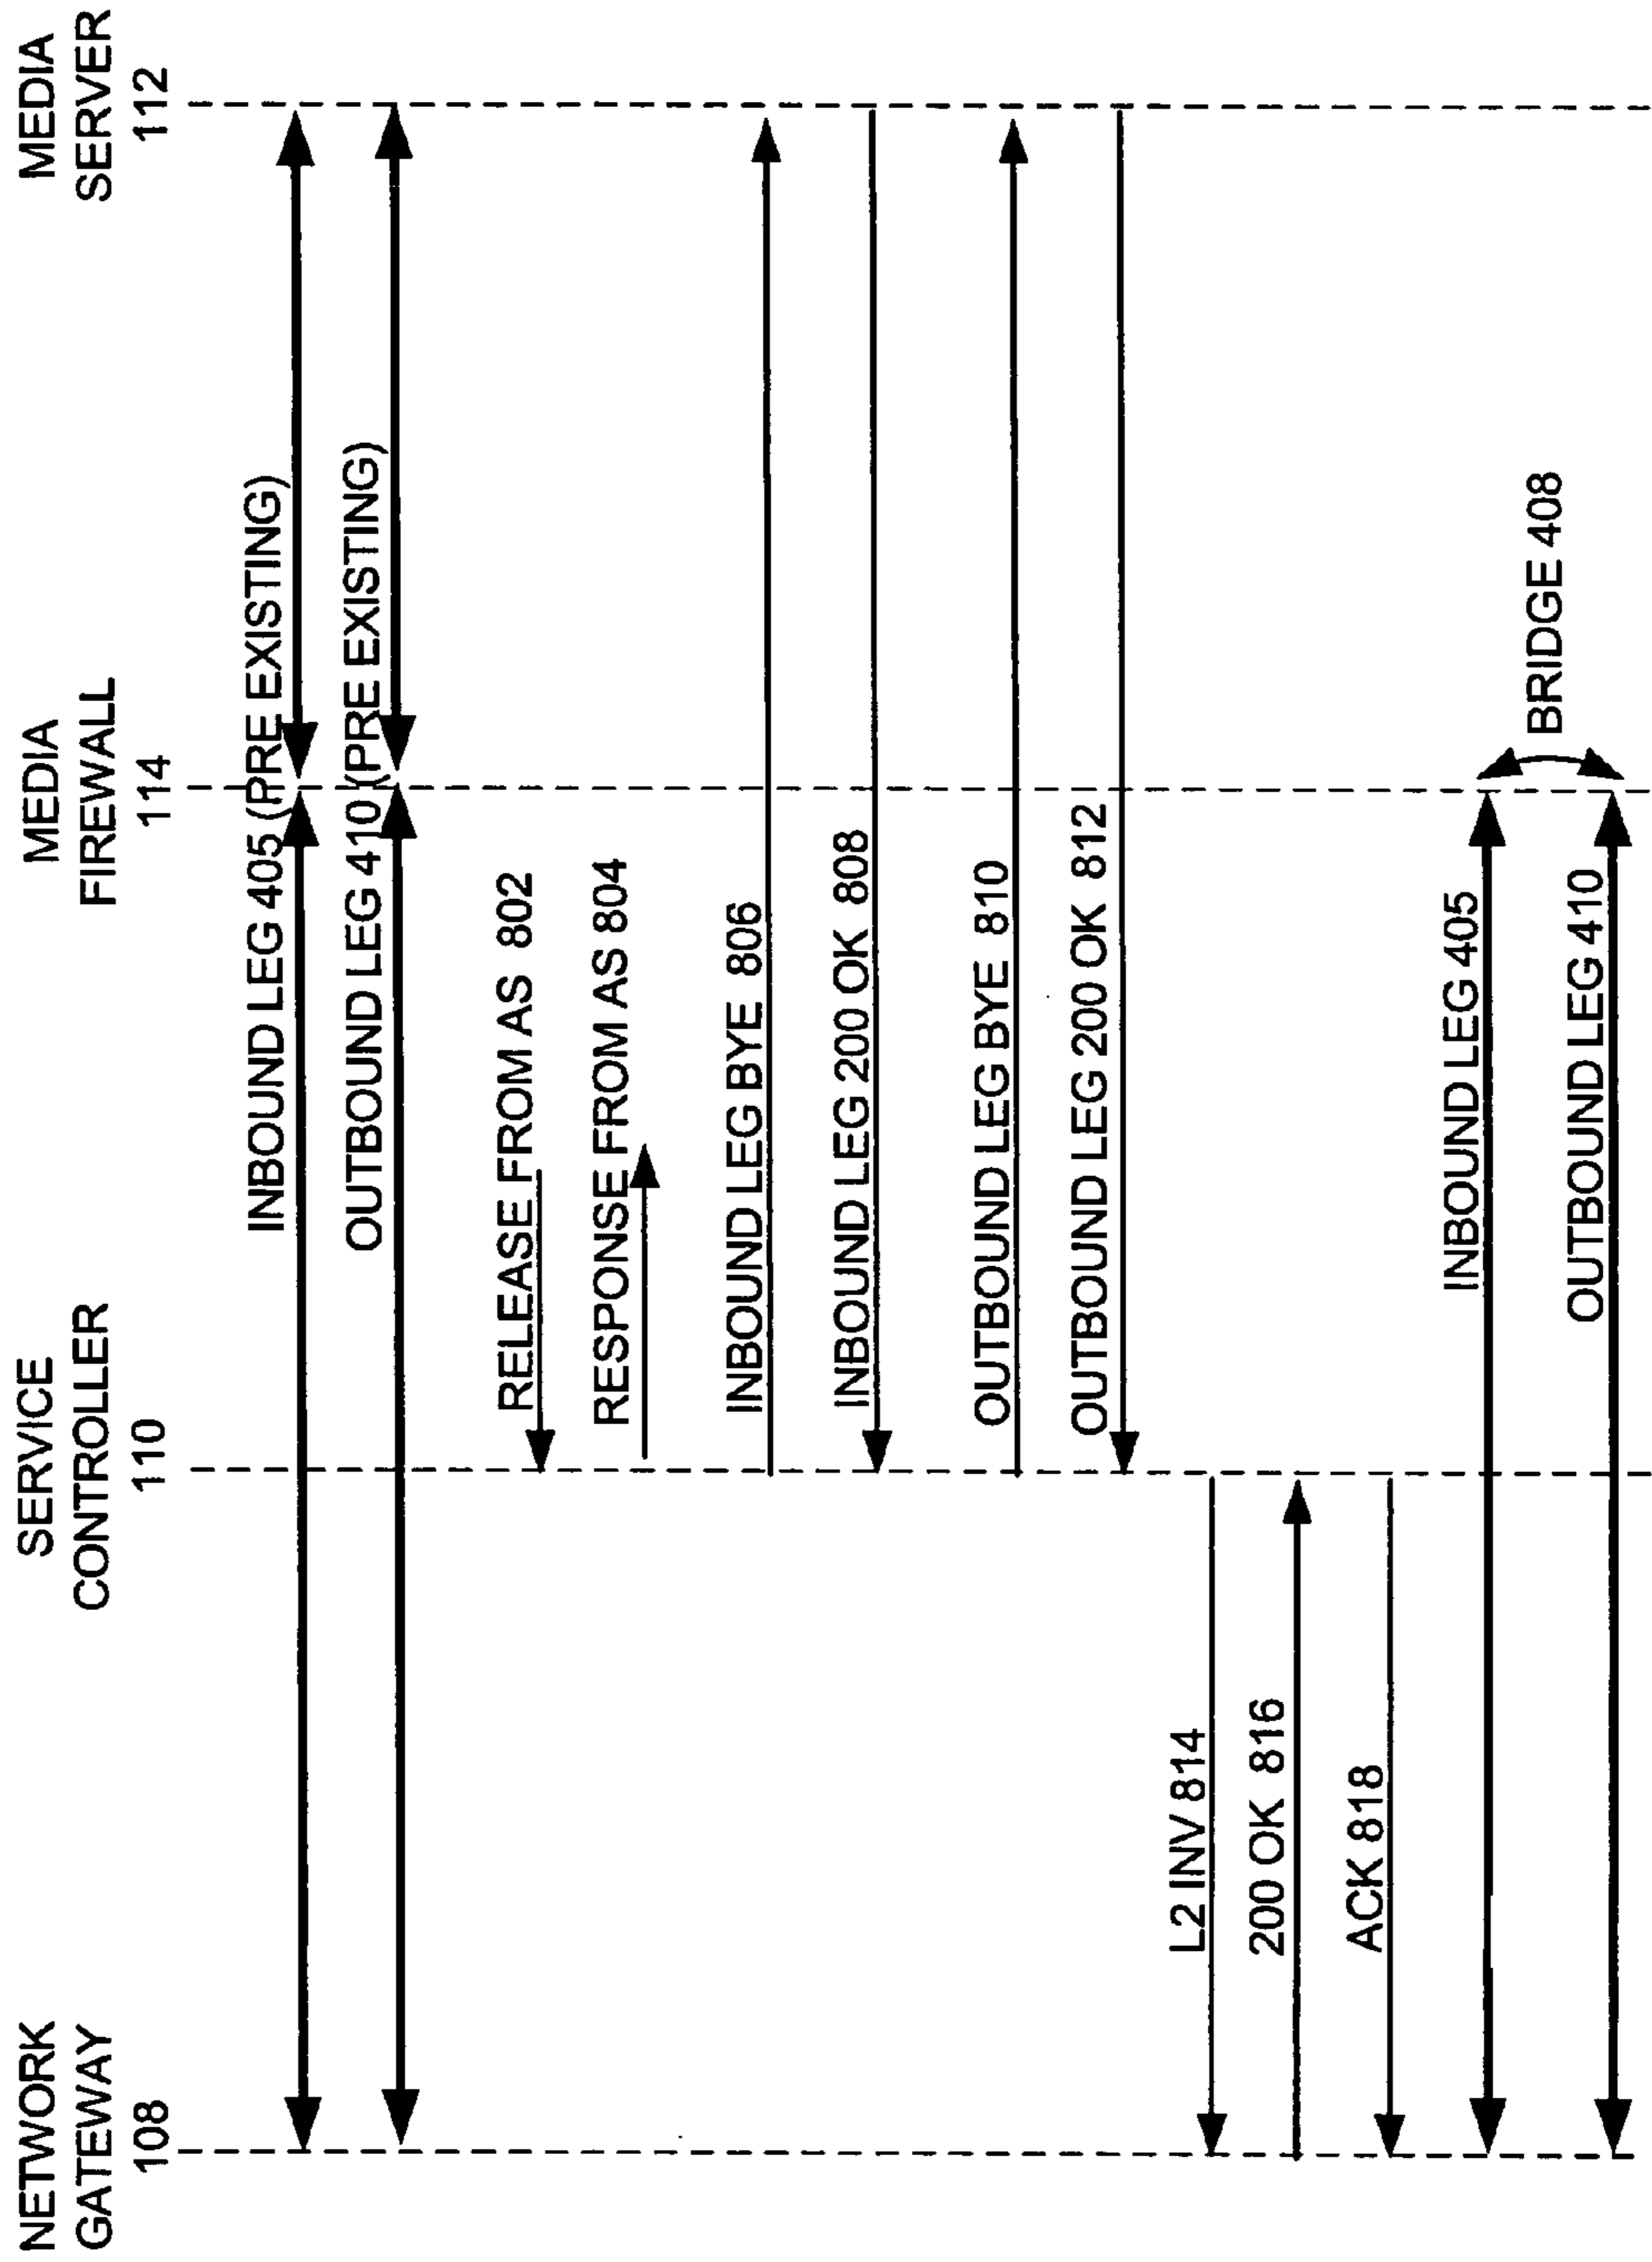 NETWORK
GATEWAY
108
SERVICE
CONTROLLER
110
MEDIA
FIREWALL
114
MEDIA
SERVER
112
INBOUND LEG 405 (PRE EXISTING)
OUTBOUND LEG 410 (PRE EXISTING)
RELEASE FROM AS 802
RESPONSE FROM AS 804
INBOUND LEG BYE 806
INBOUND LEG 200 OK 808
OUTBOUND LEG BYE 810
OUTBOUND LEG 200 OK 812
L2 INV 814
200 OK 816
ACK 818
INBOUND LEG 405
BRIDGE 408
OUTBOUND LEG 410